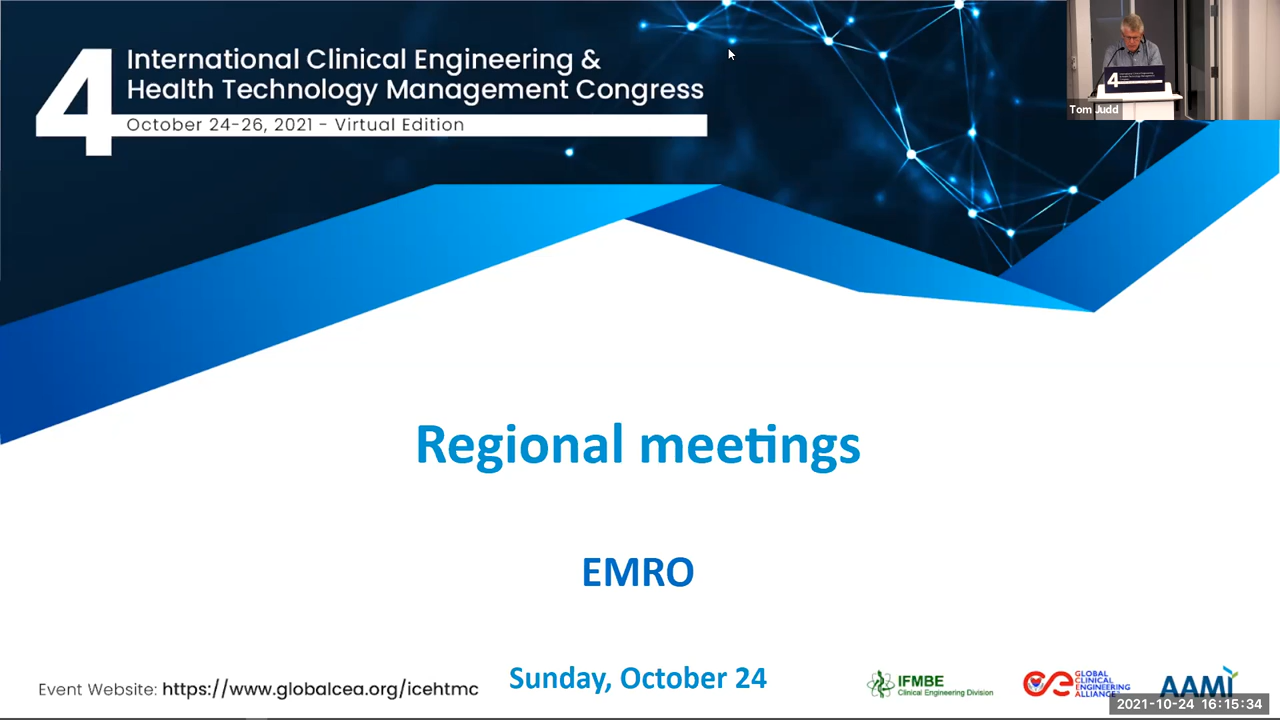 4
International Clinical Engineering &
Health Technology Management Congress
October 24-26, 2021 - Virtual Edition
Tom Judd
Regional meetings
EMRO
Sunday, October 24
Event Website: https://www.globalcea.org/icehtmc
IFMBE
Clinical Engineering Division
GLOBAL
CLINICAL
ENGINEERING
ALLIANCE
AAMI
2021-10-24 16:15:34